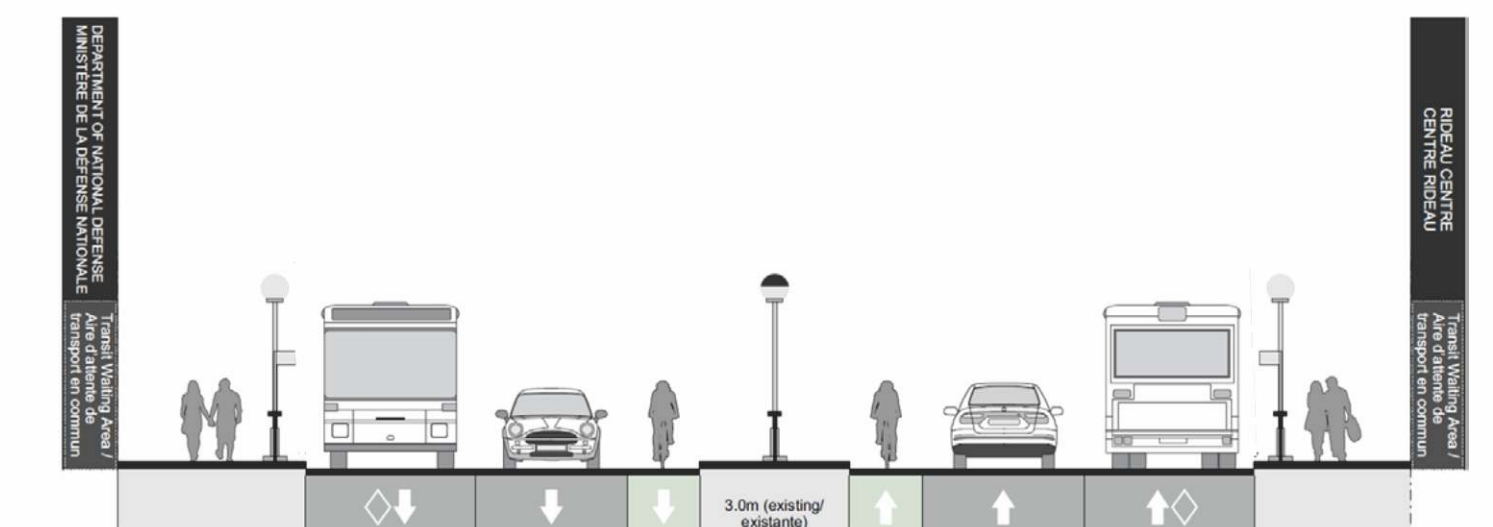 DEPARTMENT OF NATIONAL DEFENSE
MINISTÈRE DE LA DÉFENSE NATIONALE
Transit Waiting Area /
Aire d'attente de
transport en commun
3.0m (existing/
existante)
RIDEAU CENTRE
CENTRE RIDEAU
Transit Waiting Area /
Aire d'attente de
transport en commun